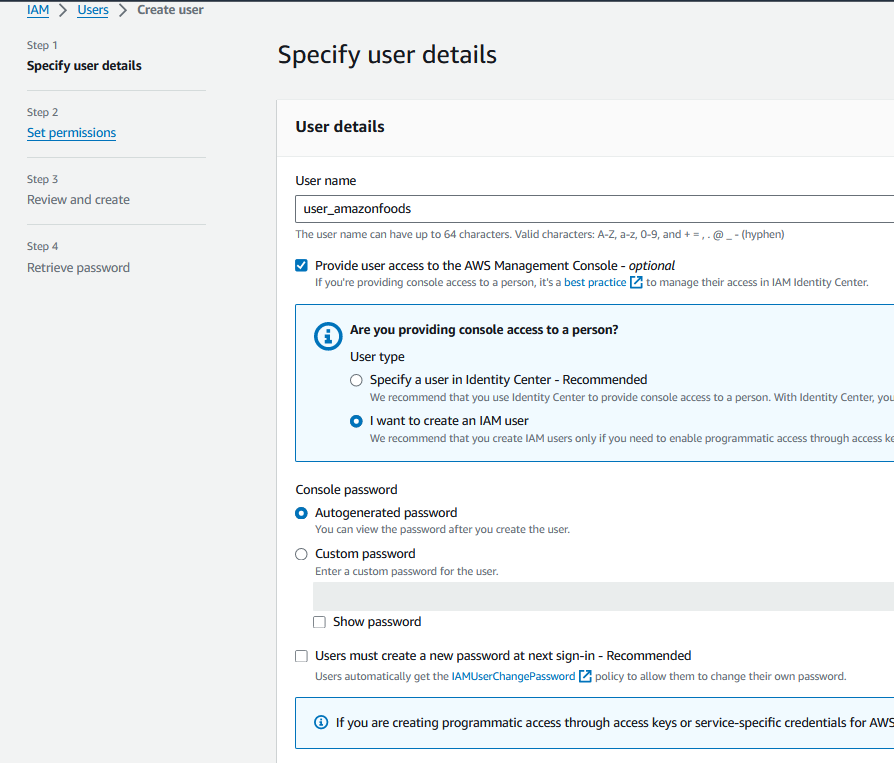 IAM > Users > Create user
Step 1
Specify user details
Step 2
Set permissions
Step 3
Review and create
Step 4
Retrieve password
Specify user details
User details
User name
user_amazonfoods
The user name can have up to 64 characters. Valid characters: A-Z, a-z, 0-9, and + = , . @ _ - (hyphen)
Provide user access to the AWS Management Console - optional
If you're providing console access to a person, it's a best practice to manage their access in IAM Identity Center.
Are you providing console access to a person?
User type
Specify a user in Identity Center - Recommended
We recommend that you use Identity Center to provide console access to a person. With Identity Center, you
I want to create an IAM user
We recommend that you create IAM users only if you need to enable programmatic access through access
Console password
Autogenerated password
You can view the password after you create the user.
Custom password
Enter a custom password for the user.
Show password
Users must create a new password at next sign-in - Recommended
Users automatically get the IAMUserChangePassword policy to allow them to change their own password.
If you are creating programmatic access through access keys or service-specific credentials for AWS